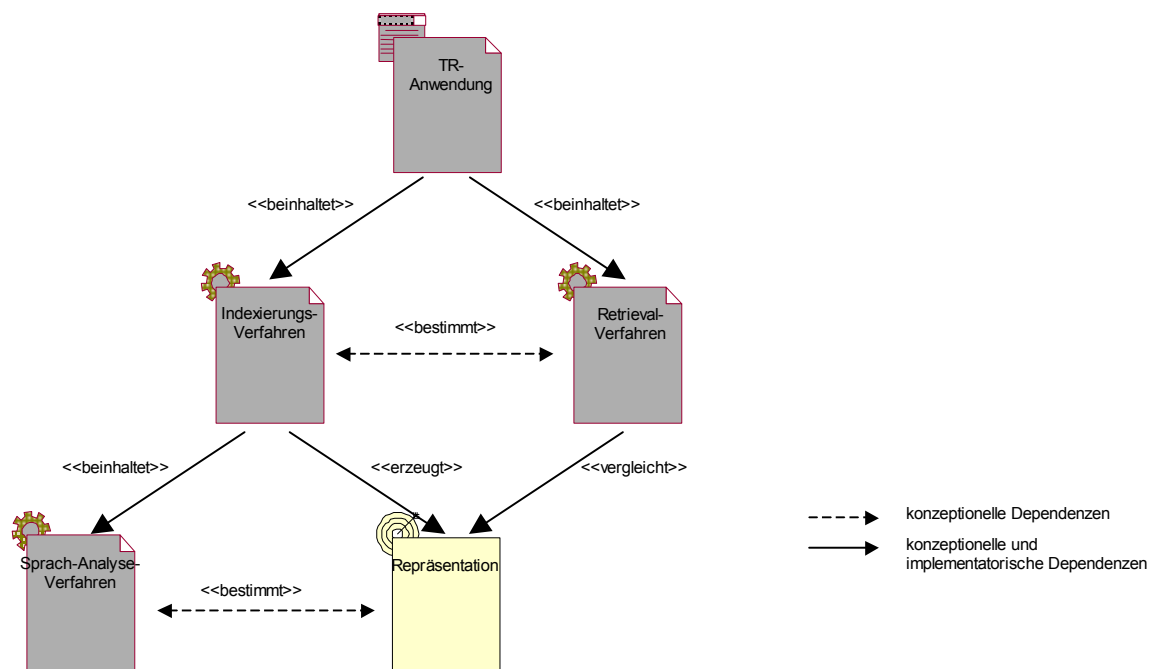 TR-
Anwendung
<<beinhaltet>>
<<beinhaltet>>
Indexierungs-
Verfahren
<<bestimmt>>
Retrieval-
Verfahren
<<beinhaltet>>
<<erzeugt>>
<<vergleicht>>
Sprach-Analyse-
Verfahren
<<bestimmt>>
Repräsentation
konzeptionelle Dependenzen
konzeptionelle und
implementatorische Dependenzen